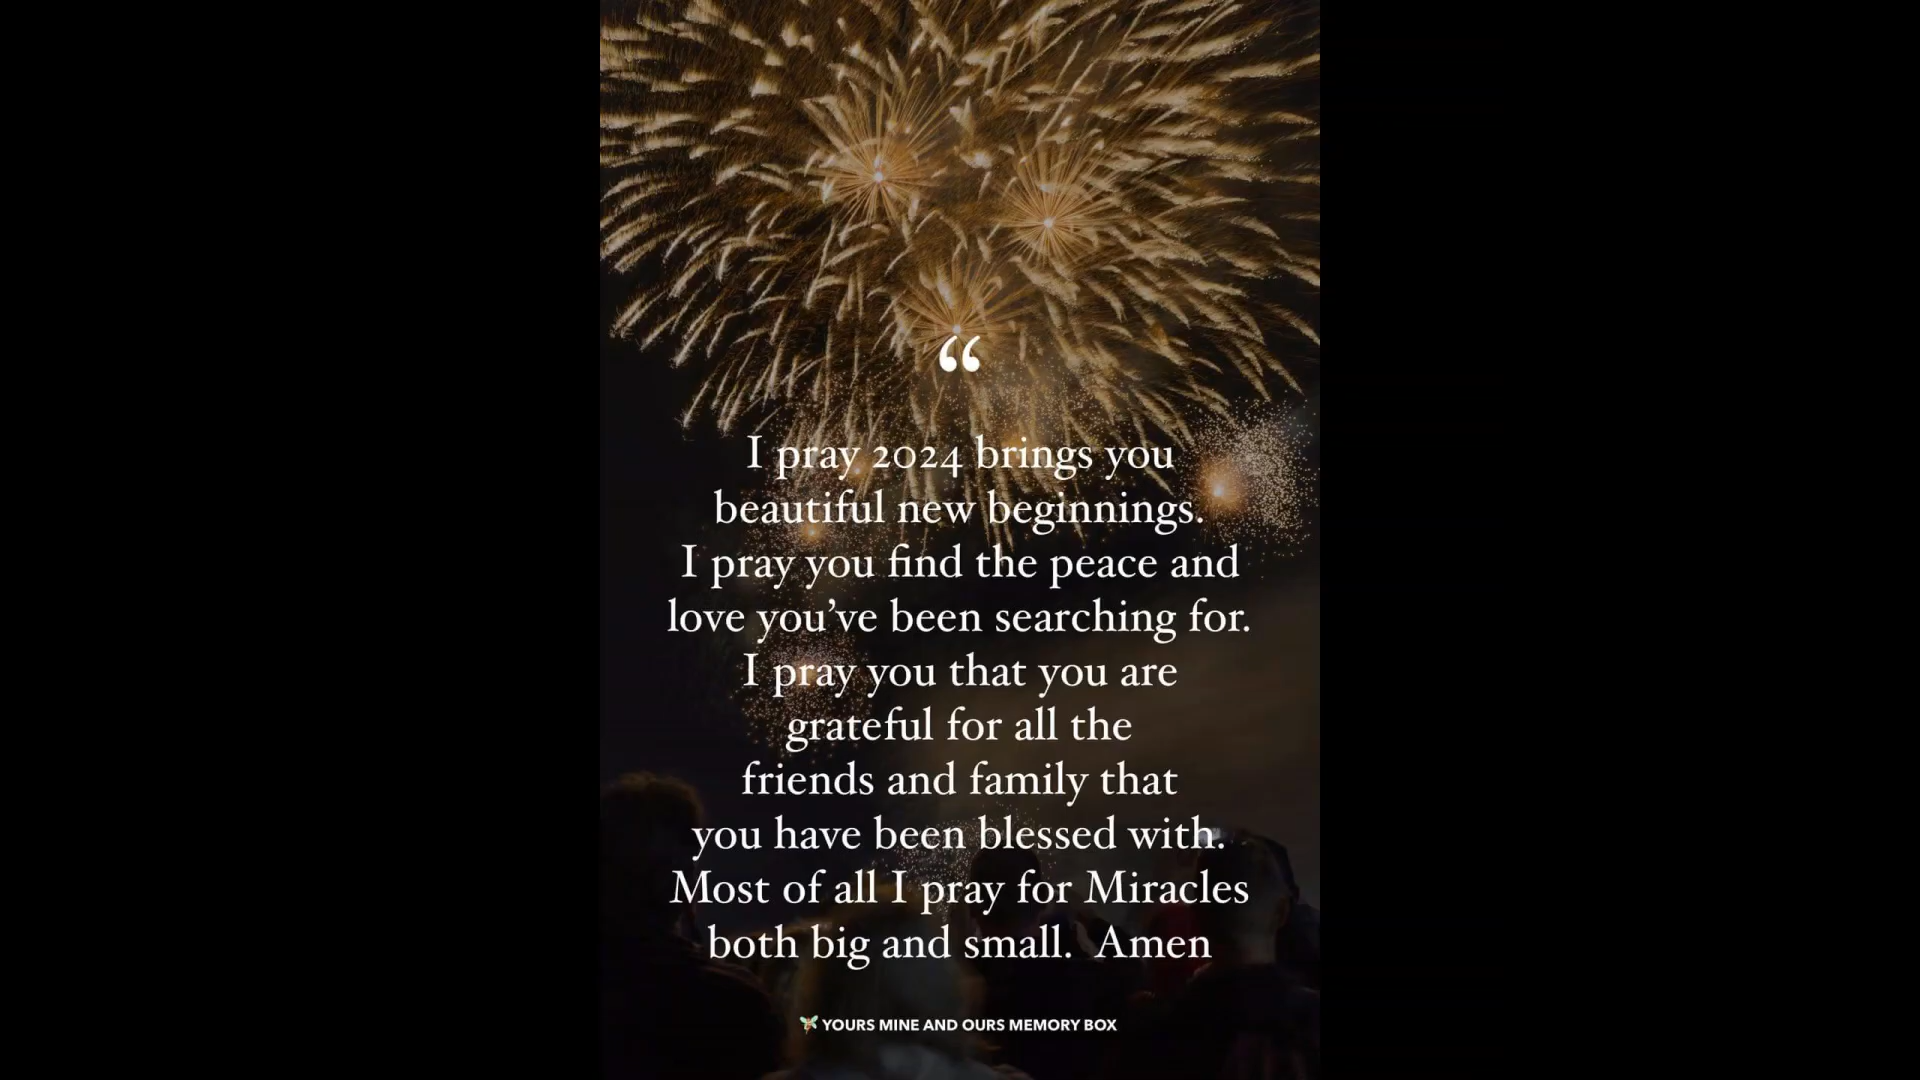 “
I pray 2024 brings you
beautiful new beginnings.
I pray you find the peace and
love you’ve been searching for.
I pray you that you are
grateful for all the
friends and family that
you have been blessed with.
Most of all I pray for Miracles
both big and small.  Amen
YOURS MINE AND OURS MEMORY BOX